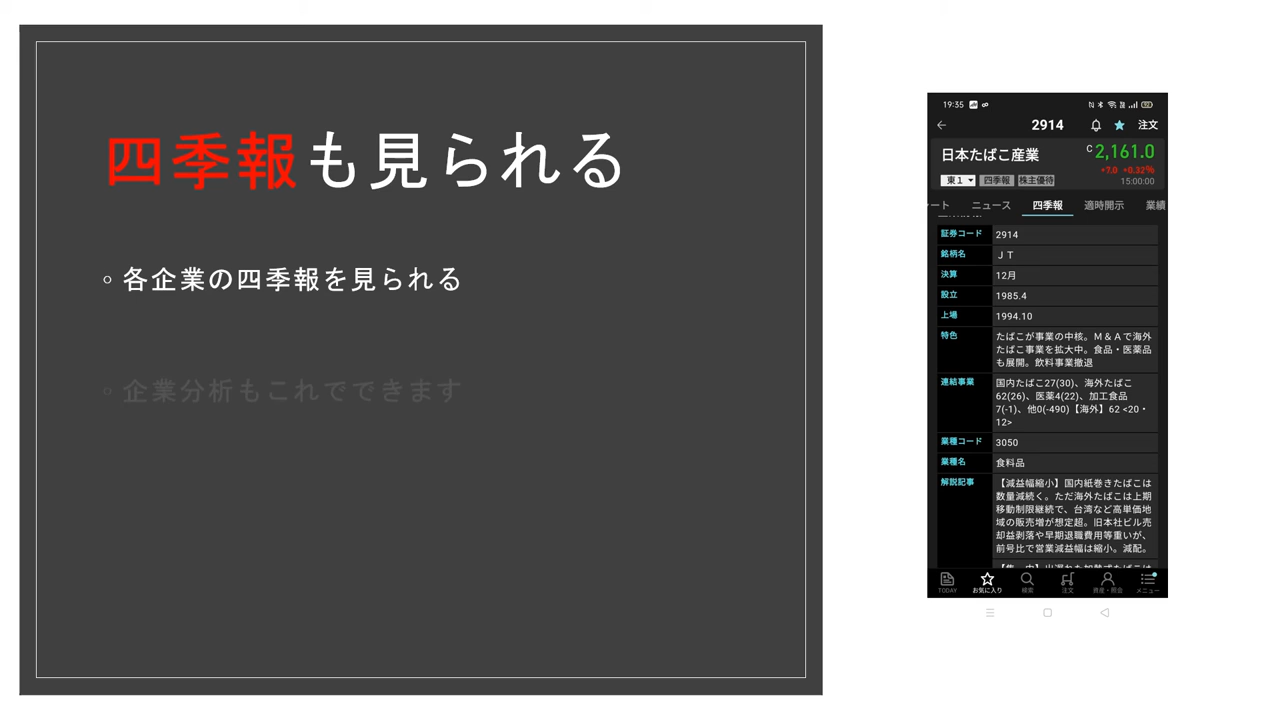 四季報も見られる
各企業の四季報を見られる
企業分析もこれでできます
19:35
2914
注文
日本たばこ産業
C2,161.0
+7.0 +0.32%
東1 四季報 株主優待
15:00:00
ート ニュース 四季報 適時開示 業績
証券コード 2914
銘柄名 JT
決算 12月
設立 1985.4
上場 1994.10
特色 たばこが事業の中核。M&Aで海外
たばこ事業を拡大中。食品・医薬品
も展開。飲料事業撤退
連結事業 国内たばこ27(30)、海外たばこ
62(26)、医薬4(22)、加工食品
7(-1)、他0(-490)【海外】62 <20・
12>
業種コード 3050
業種名 食料品
解説記事 【減益幅縮小】国内紙巻きたばこは
数量減続く。ただ海外たばこは上期
移動制限継続で、台湾など高単価地
域の販売増が想定超。旧本社ビル売
却益剥落や早期退職費用等重いが、
前号比で営業減益幅は縮小。減配。
TODAY お気に入り 検索 注文 資産・照会 メニュー